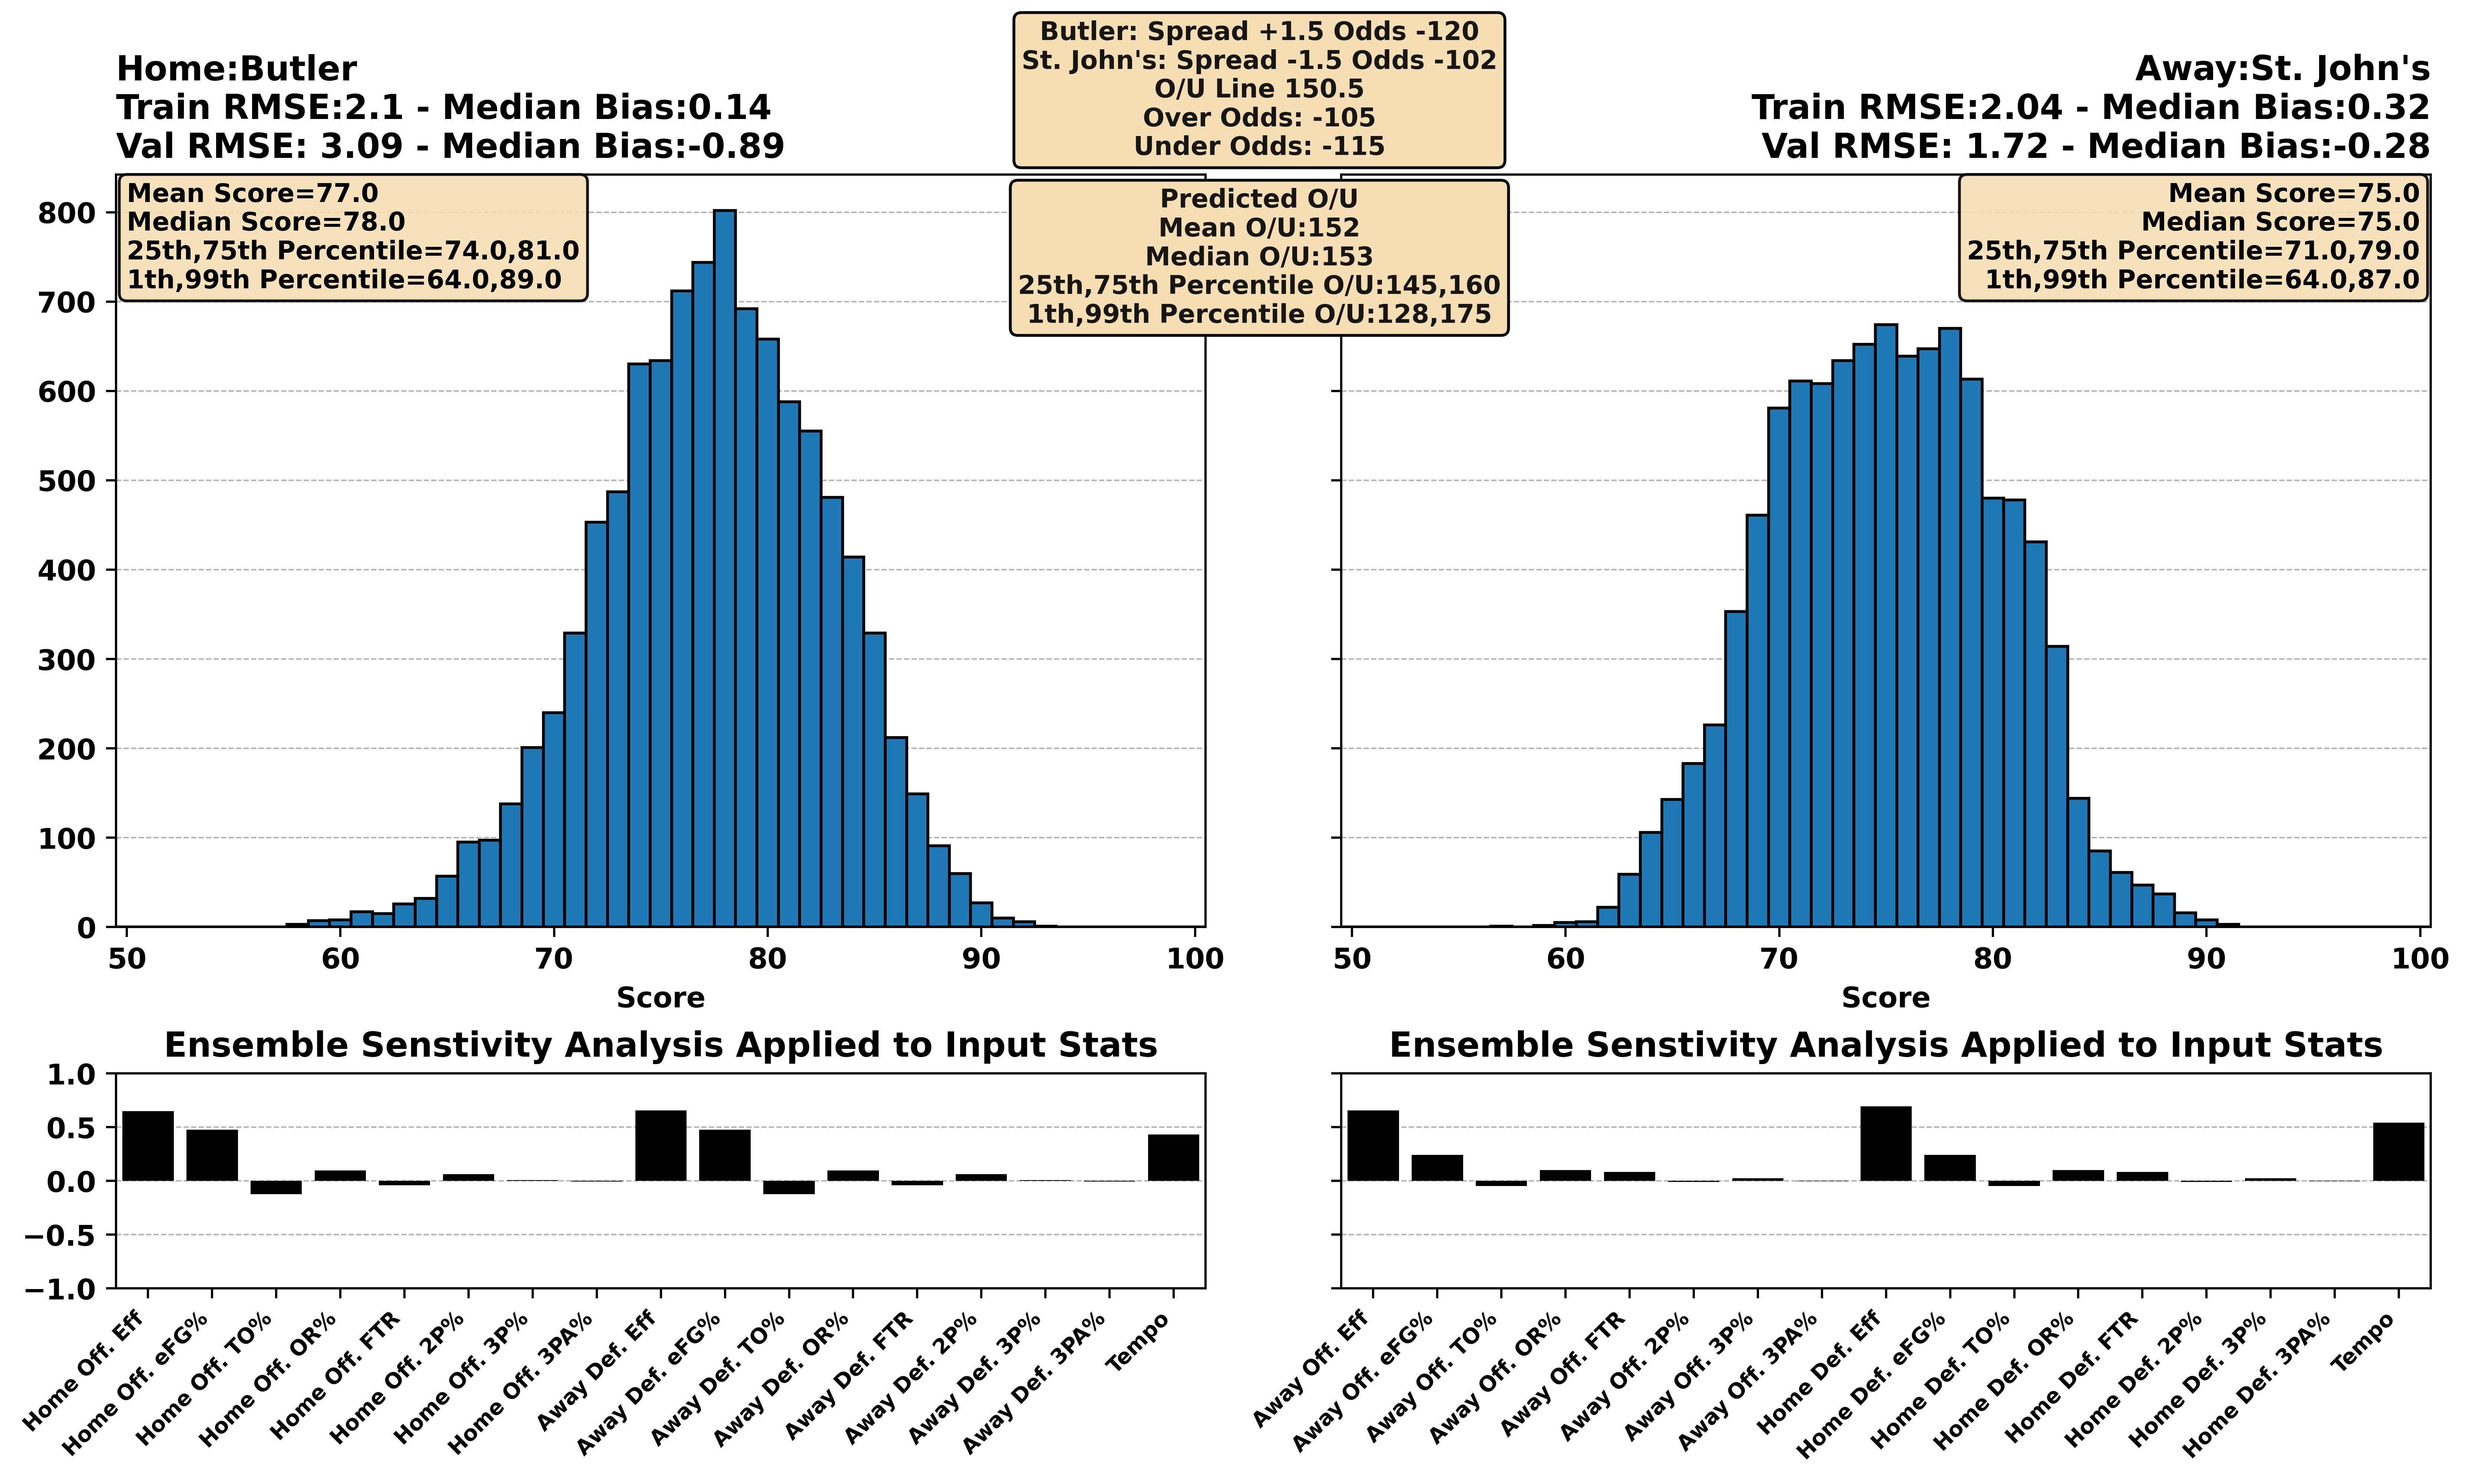 Butler: Spread +1.5 Odds -120
St. John's: Spread -1.5 Odds -102
O/U Line 150.5
Over Odds: -105
Under Odds: -115
Home:Butler
Train RMSE:2.1 - Median Bias:0.14
Val RMSE: 3.09 - Median Bias:-0.89
Away:St. John's
Train RMSE:2.04 - Median Bias:0.32
Val RMSE: 1.72 - Median Bias:-0.28
Mean Score=77.0
Median Score=78.0
25th,75th Percentile=74.0,81.0
1th,99th Percentile=64.0,89.0
Predicted O/U
Mean O/U:152
Median O/U:153
25th,75th Percentile O/U:145,160
1th,99th Percentile O/U:128,175
Mean Score=75.0
Median Score=75.0
25th,75th Percentile=71.0,79.0
1th,99th Percentile=64.0,87.0
800
700
600
500
400
300
200
100
0
50 60 70 80 90 100
Score
50 60 70 80 90 100
Score
Ensemble Senstivity Analysis Applied to Input Stats
1.0
0.5
0.0
−0.5
−1.0
Home Off. Eff
Home Off. eFG%
Home Off. TO%
Home Off. OR%
Home Off. FTR
Home Off. 2P%
Home Off. 3P%
Home Off. 3PA%
Away Def. Eff
Away Def. eFG%
Away Def. TO%
Away Def. OR%
Away Def. FTR
Away Def. 2P%
Away Def. 3P%
Away Def. 3PA%
Tempo
Ensemble Senstivity Analysis Applied to Input Stats
Away Off. Eff
Away Off. eFG%
Away Off. TO%
Away Off. OR%
Away Off. FTR
Away Off. 2P%
Away Off. 3P%
Away Off. 3PA%
Home Def. Eff
Home Def. eFG%
Home Def. TO%
Home Def. OR%
Home Def. FTR
Home Def. 2P%
Home Def. 3P%
Home Def. 3PA%
Tempo